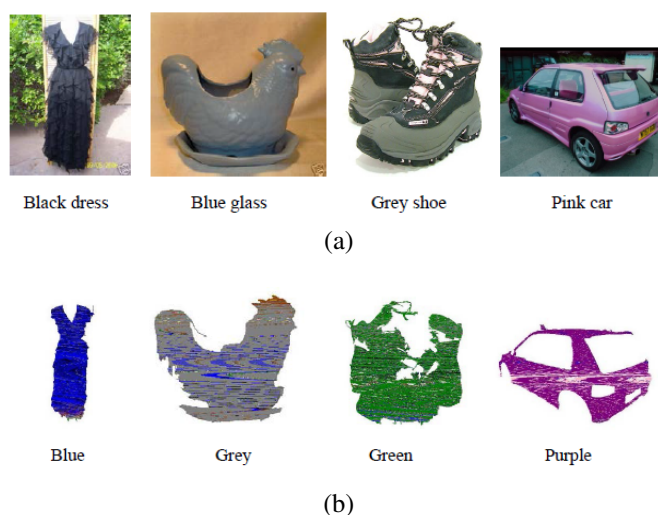 Black dress
Blue glass
Grey shoe
Pink car
(a)
Blue
Grey
Green
Purple
(b)